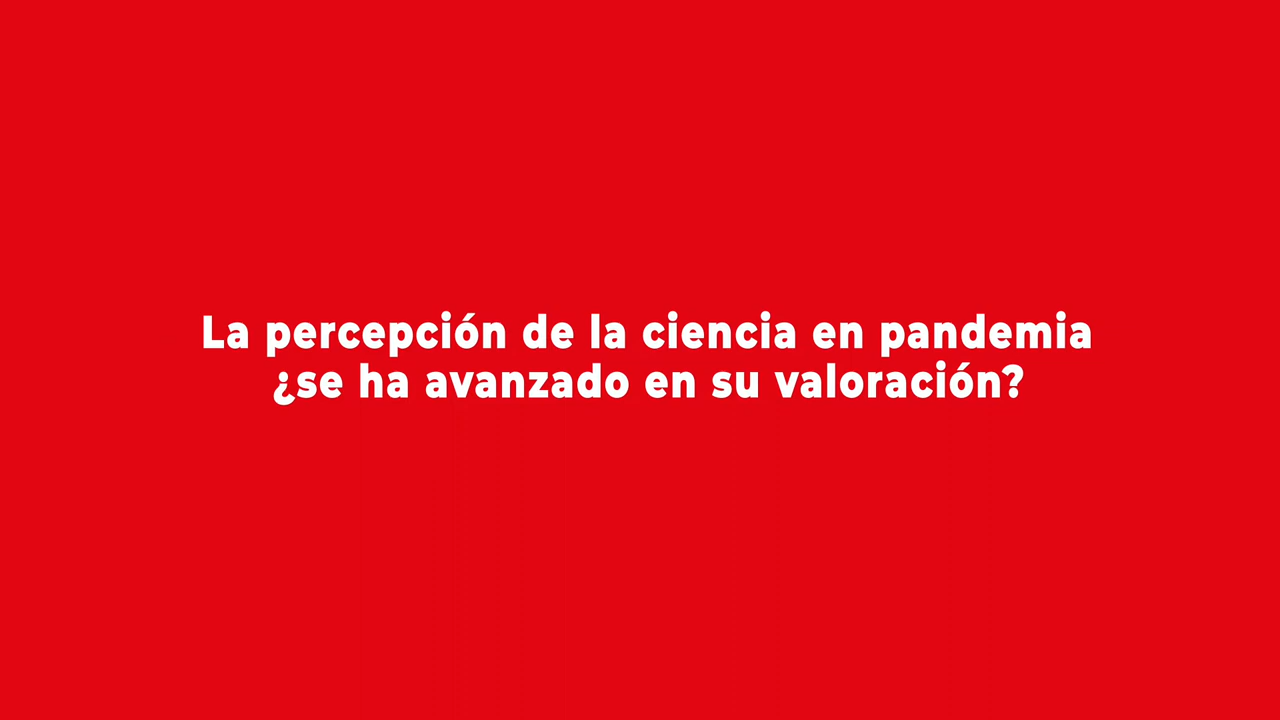 La percepción de la ciencia en pandemia
¿se ha avanzado en su valoración?